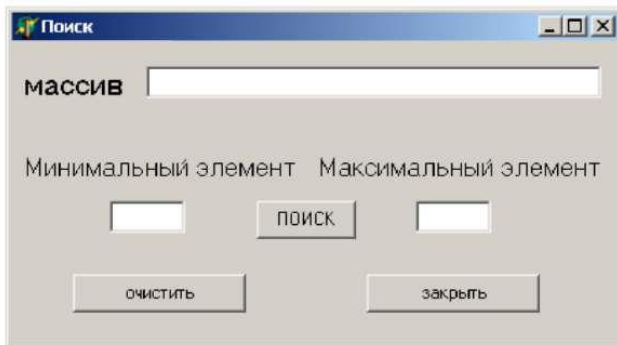 Поиск
массив
Минимальный элемент Максимальный элемент
поиск
очистить закрыть